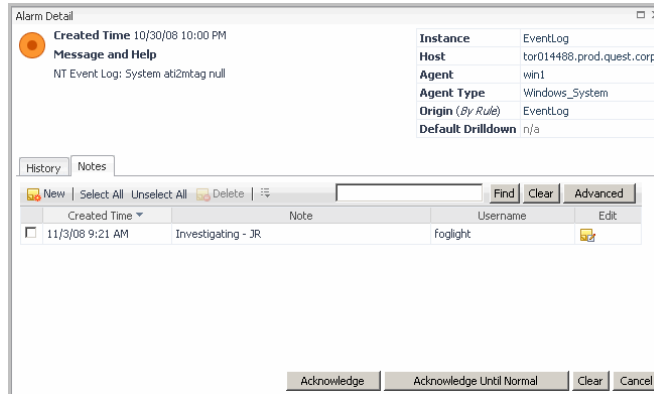 Alarm Detail
Created Time 10/30/08 10:00 PM
Message and Help
NT Event Log: System ati2mtag null
Instance EventLog
Host tor014488.prod.quest.corp
Agent win1
Agent Type Windows_System
Origin (By Rule) EventLog
Default Drilldown n/a
History Notes
New Select All Unselect All Delete Find Clear Advanced
Created Time Note Username Edit
11/3/08 9:21 AM Investigating - JR foglight
Acknowledge Acknowledge Until Normal Clear Cancel